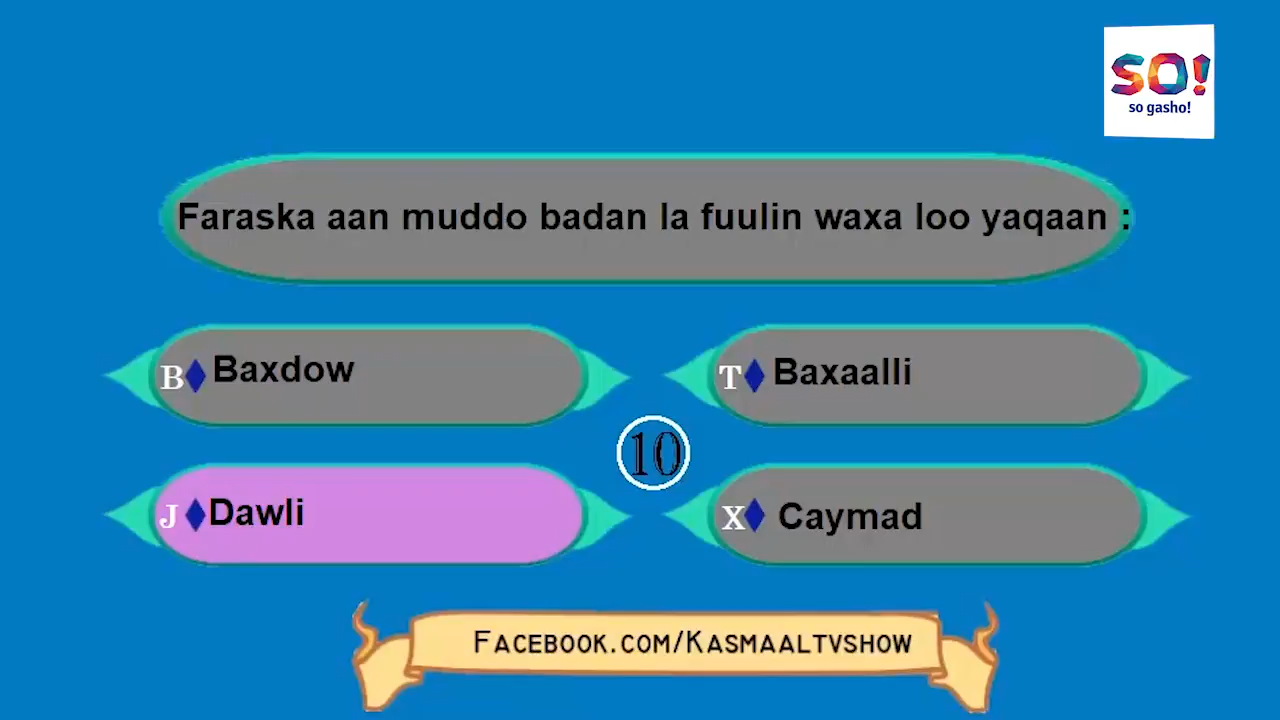 SO!
so gasho!
Faraska aan muddo badan la fuulin waxa loo yaqaan :
B Baxdow
T Baxaalli
10
J Dawli
X Caymad
FACEBOOK.COM/KASMAALTVSHOW